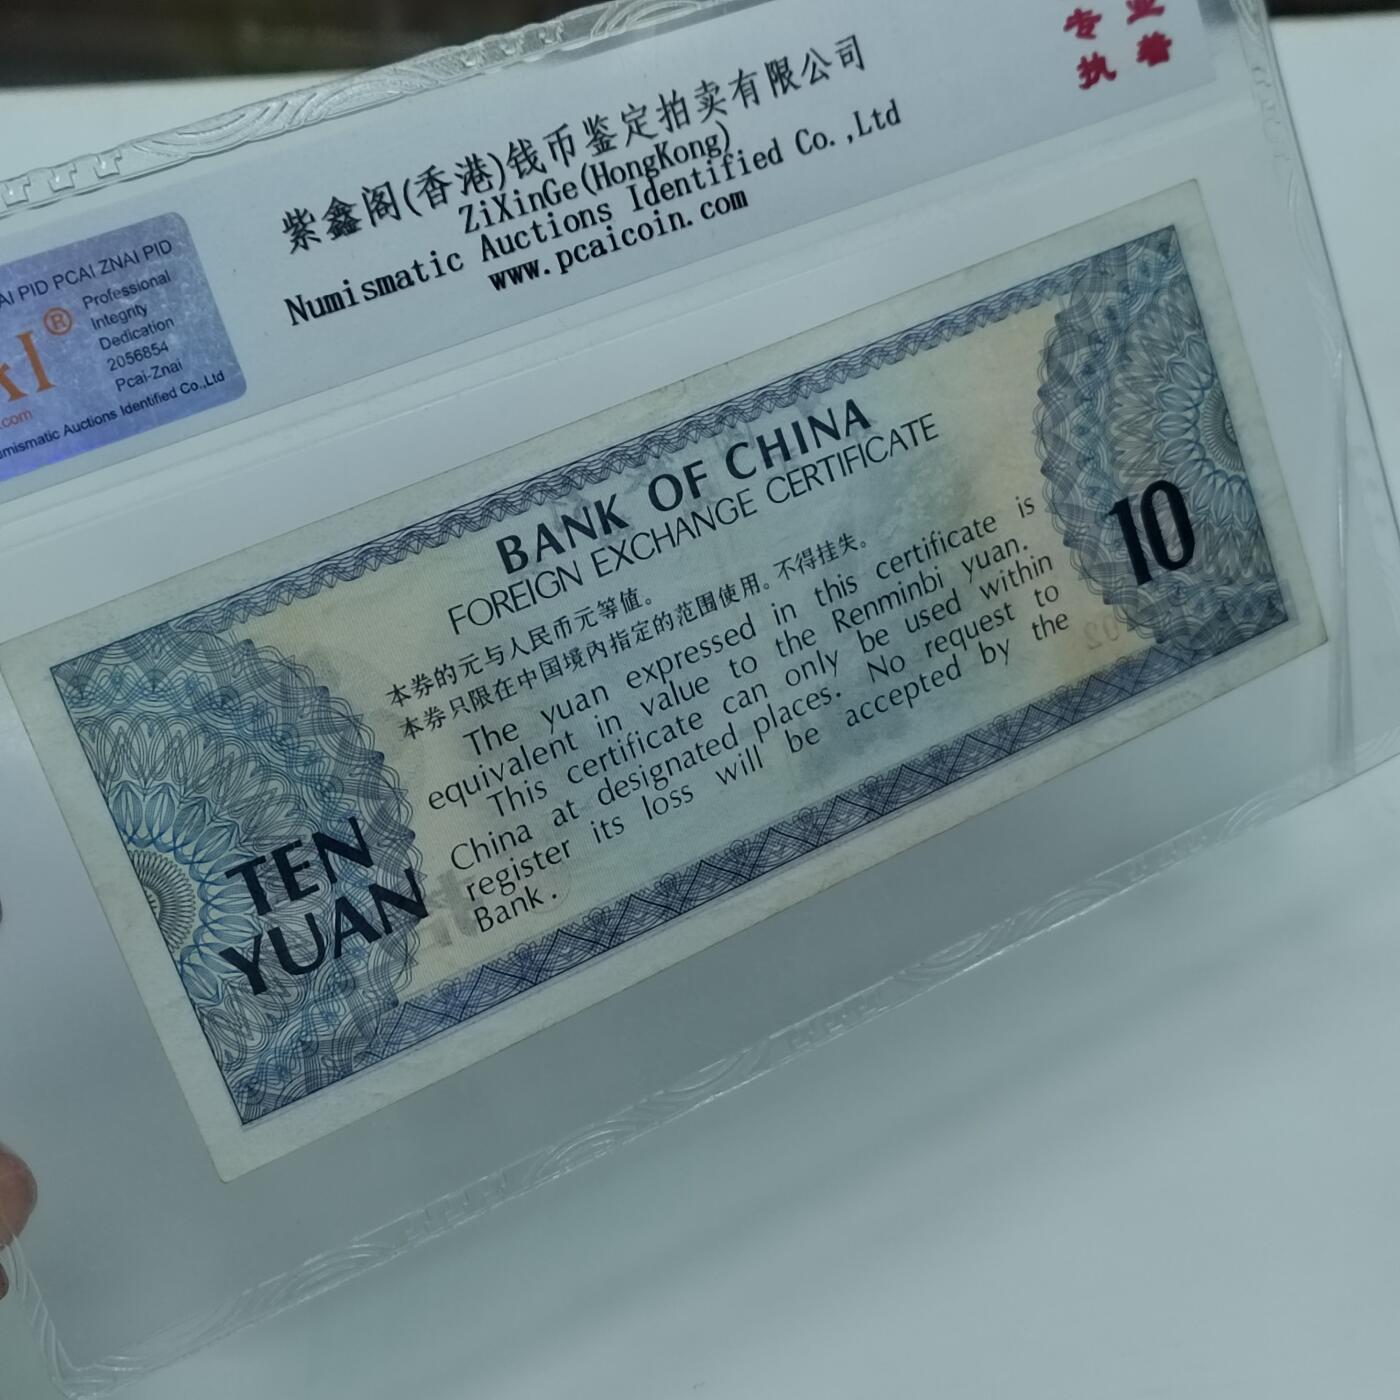 专业
执着
紫鑫阁(香港)钱币鉴定拍卖有限公司
ZiXinGe(HongKong)
Numismatic Auctions Identified Co.,Ltd
www.pcaicoin.com
AI PID PCAI ZNAI PID
®
Professional
Integrity
Dedication
2056854
Pcai-Znai
.com
umismatic Auctions Identified Co.,Ltd
BANK OF CHINA
FOREIGN EXCHANGE CERTIFICATE
本券的元与人民币元等值。
本券只限在中国境内指定的范围使用。不得挂失。
The yuan expressed in this certificate is
equivalent in value to the Renminbi yuan.
This certificate can only be used within
China at designated places. No request to
register its loss will be accepted by the
Bank.
10
TEN
YUAN